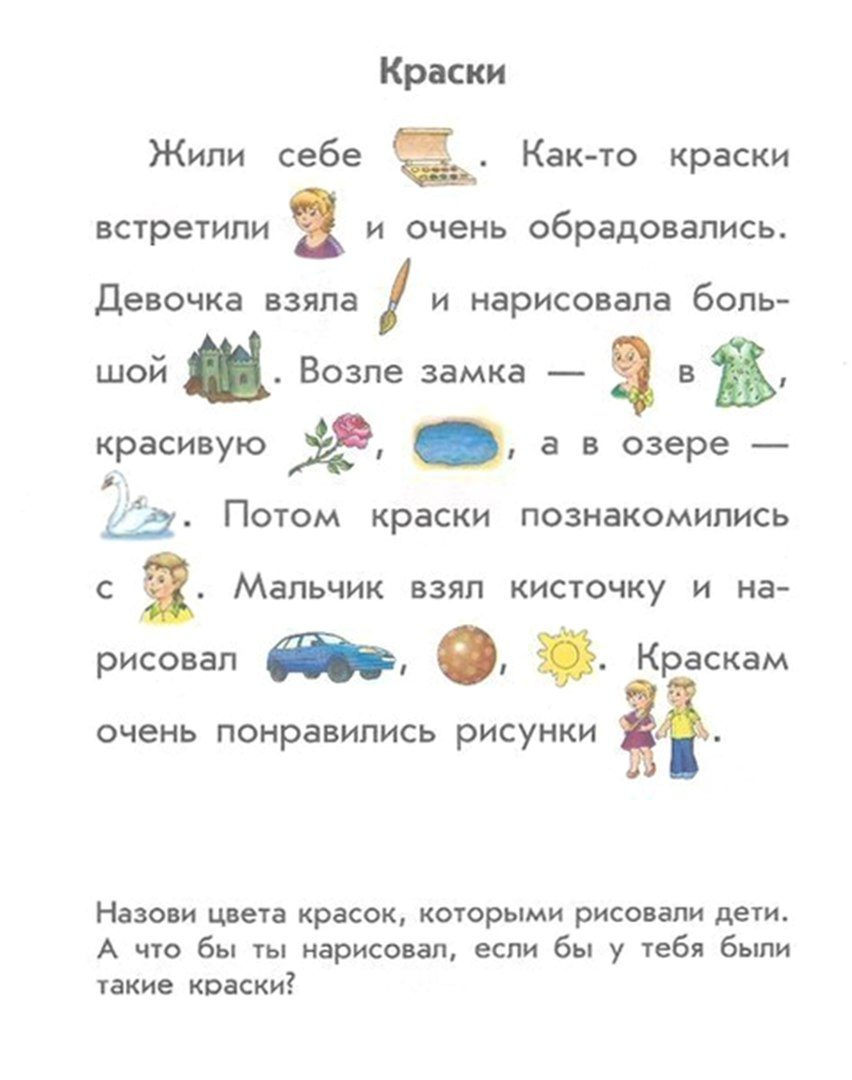 Краски
Жили себе . Как-то краски
встретили и очень обрадовались.
Девочка взяла и нарисовала боль-
шой . Возле замка — в ,
красивую , , а в озере —
. Потом краски познакомились
с . Мальчик взял кисточку и на-
рисовал , , . Краскам
очень понравились рисунки .
Назови цвета красок, которыми рисовали дети.
А что бы ты нарисовал, если бы у тебя были
такие краски?